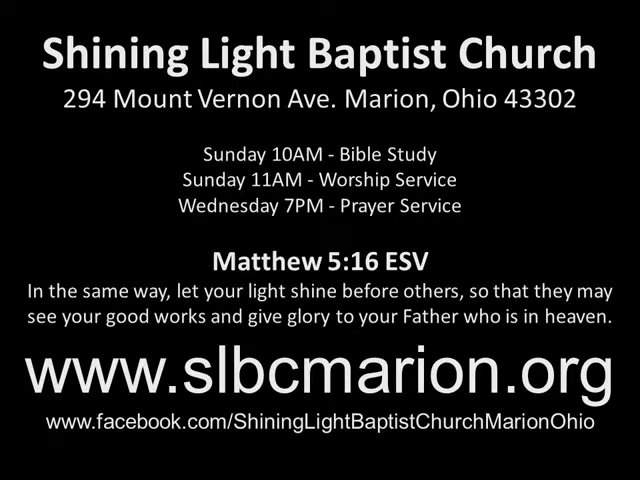 Shining Light Baptist Church
294 Mount Vernon Ave. Marion, Ohio 43302
Sunday 10AM - Bible Study
Sunday 11AM - Worship Service
Wednesday 7PM - Prayer Service
Matthew 5:16 ESV
In the same way, let your light shine before others, so that they may
see your good works and give glory to your Father who is in heaven.
www.slbcmarion.org
www.facebook.com/ShiningLightBaptistChurchMarionOhio